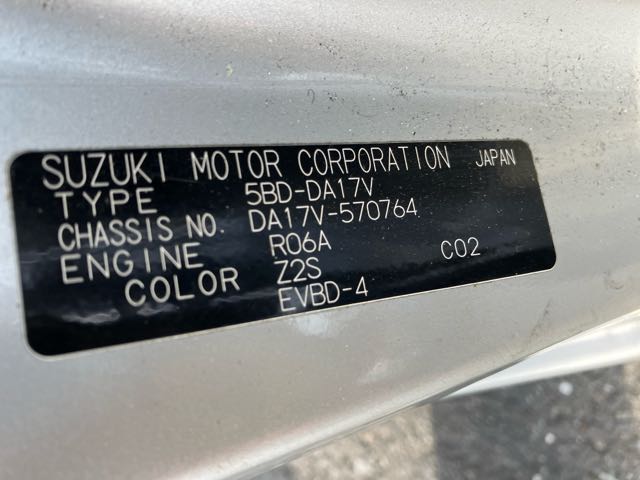 SUZUKI MOTOR CORPORATION JAPAN
TYPE 5BD-DA17V
CHASSIS NO. DA17V-570764
ENGINE R06A
COLOR Z2S C02
EVBD-4